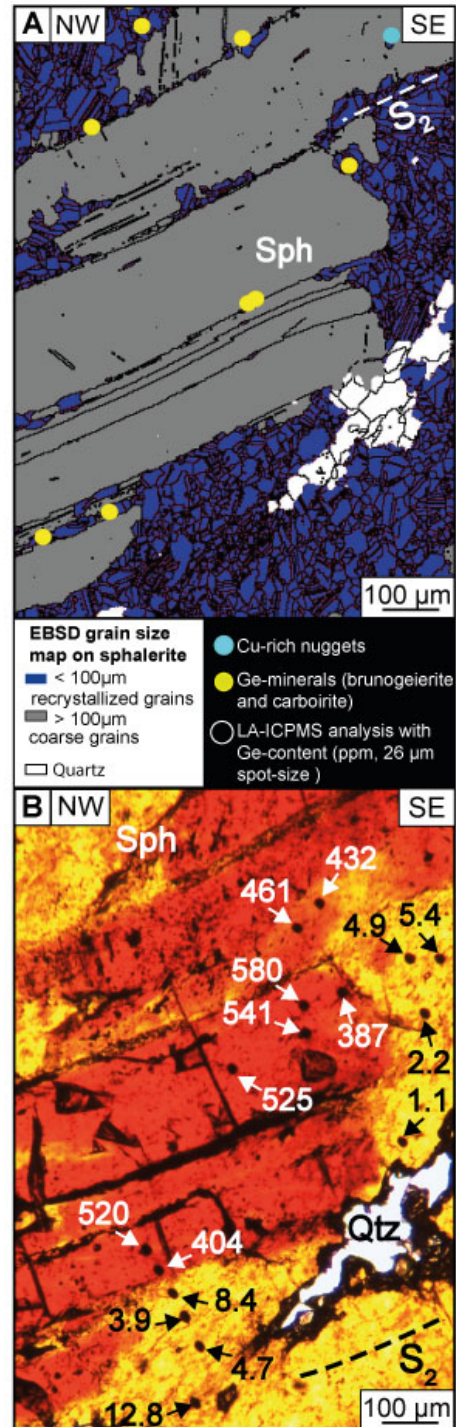 A NW SE
S2
Sph
100 µm
EBSD grain size
map on sphalerite
< 100µm
recrystallized grains
> 100µm
coarse grains
Quartz
Cu-rich nuggets
Ge-minerals (brunogeierite
and carboirite)
LA-ICPMS analysis with
Ge-content (ppm, 26 µm
spot-size )
B NW SE
Sph
432
461
4.9 5.4
580
541
387
525
2.2
1.1
520
404
Qtz
8.4
3.9
4.7
S2
12.8
100 µm